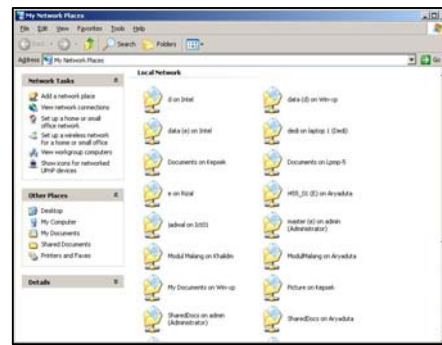 My Network Places
File Edit View Favorites Tools Help
Back Search Folders
Address My Network Places Go
Network Tasks
Add a network place
View network connections
Set up a home or small
office network
Set up a wireless network
for a home or small office
View workgroup computers
Show icons for networked
UPnP devices
Other Places
Desktop
My Computer
My Documents
Shared Documents
Printers and Faxes
Details
Local Network
d on Intel
data (d) on Win-xp
data (e) on Intel
dedi on laptop 1 (Dedi)
Documents on Kepsek
Documents on Lpmp-5
e on Rizal
(E) on Aryaduta
jadwal on
master (e) on admin
(Administrator)
Modul Malang on Khalidin
ModulMalang on Aryaduta
My Documents on Win-xp
Picture on Kepsek
SharedDocs on admin
(Administrator)
SharedDocs on Aryaduta